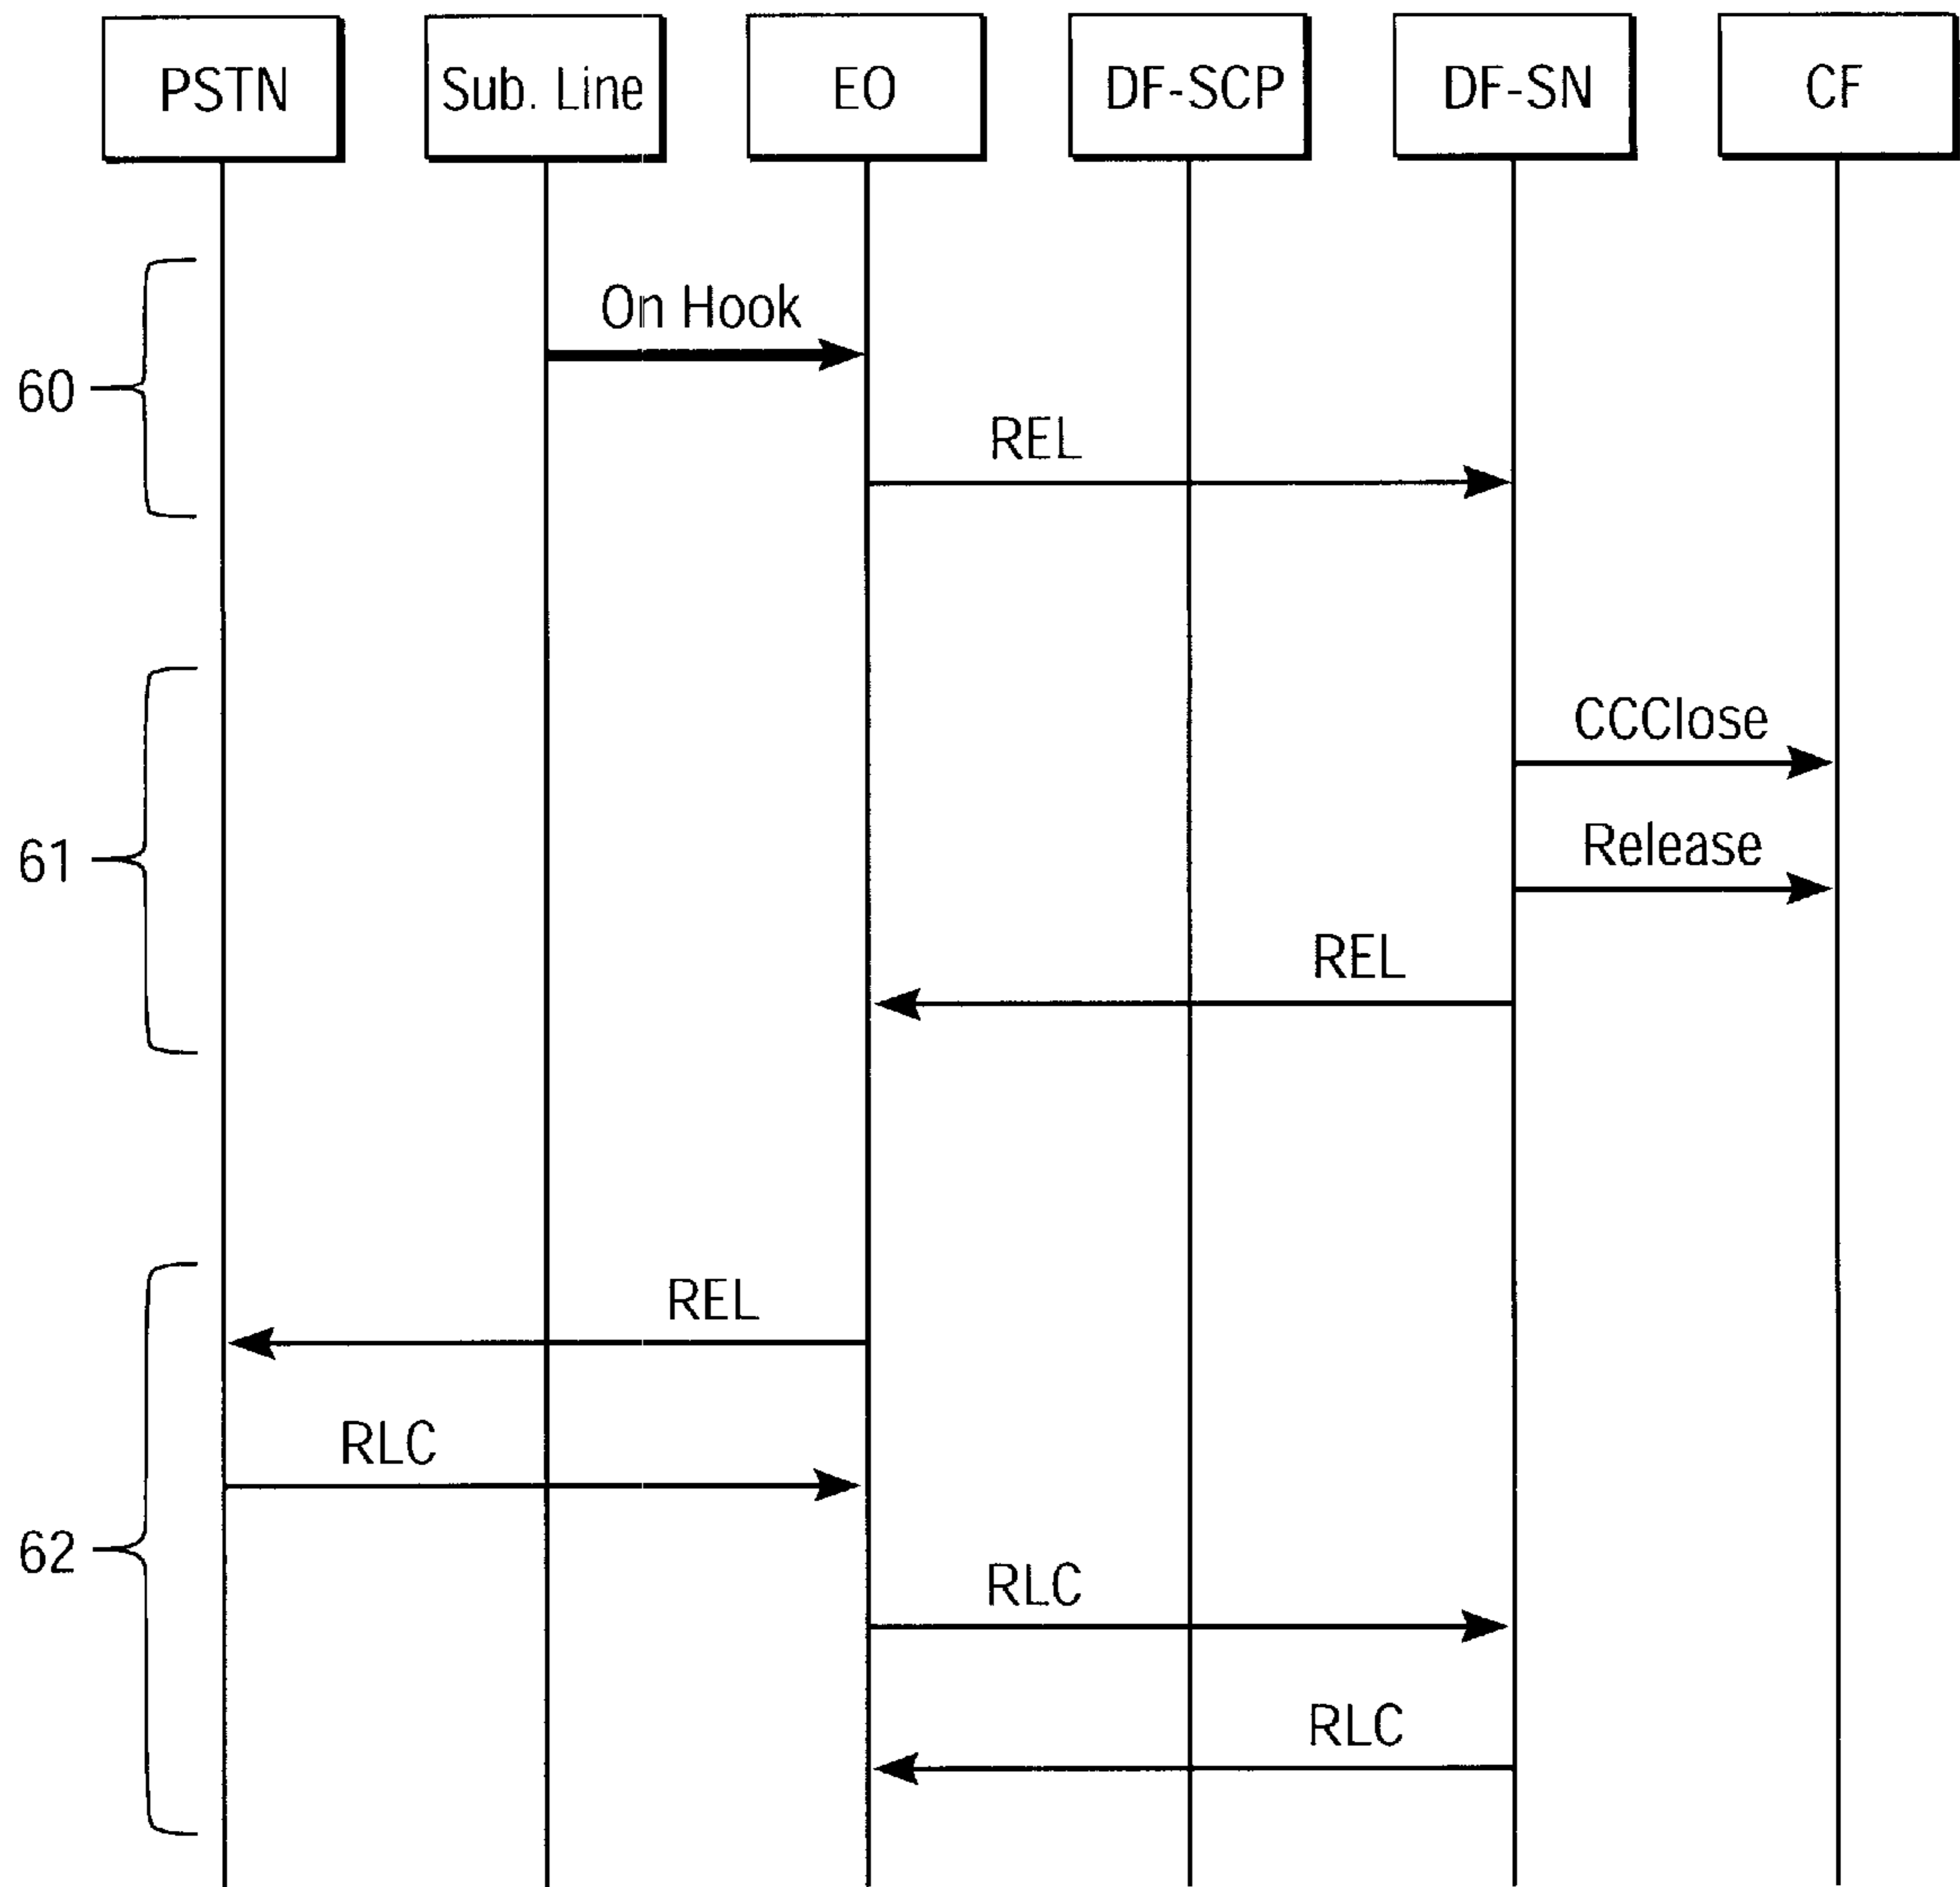 PSTN
Sub. Line
EO
DF-SCP
DF-SN
CF
On Hook
60
REL
CCClose
61
Release
REL
REL
RLC
62
RLC
RLC